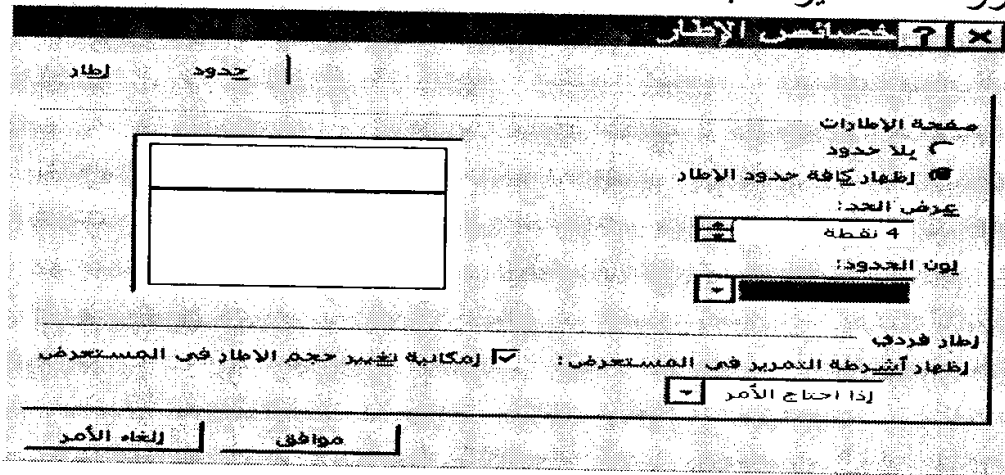 خصائص الإطار
إطار حدود
صفحة الإطارات
بلا حدود
إظهار كافة حدود الإطار
عرض الحد:
4 نقطة
لون الحدود:
إطار فردي
إظهار أشرطة التمرير في المستعرض: إمكانية تغيير حجم الإطار في المستعرض
إذا احتاج الأمر
موافق إلغاء الأمر